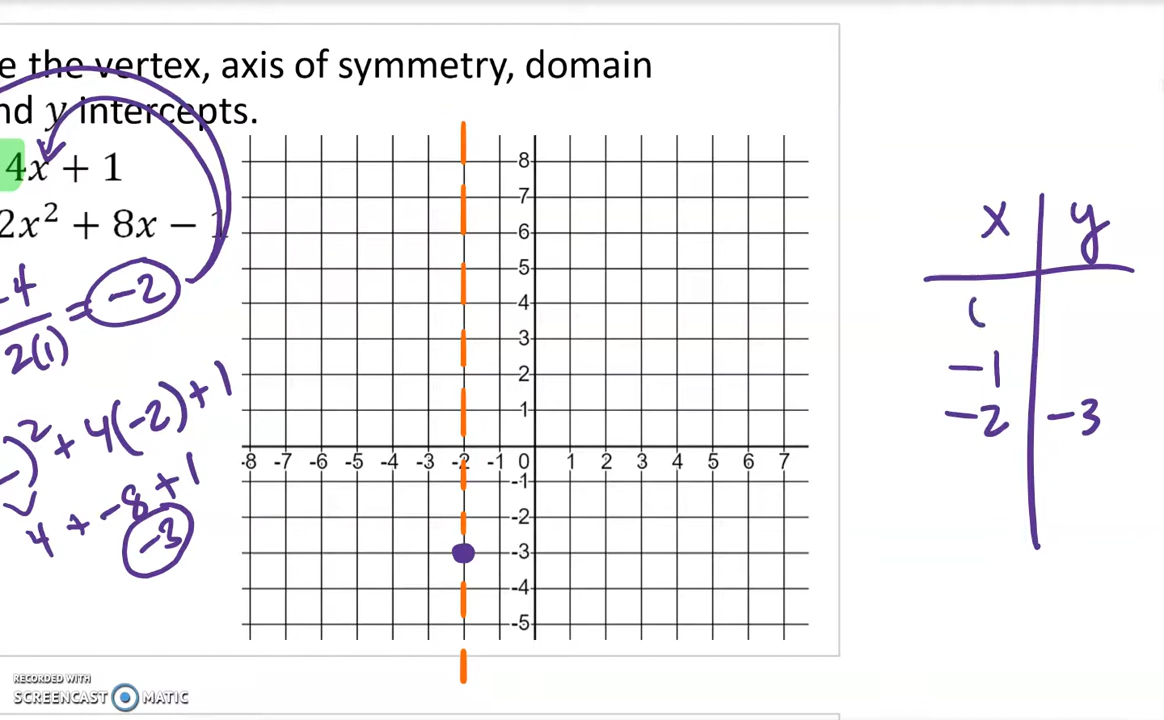 e the vertex, axis of symmetry, domain
nd y intercepts.
4x + 1
2x² + 8x −
-4
2(1)
= -2
)² + 4(-2) + 1
4 + -8 + 1
-3
8
7
6
5
4
3
2
1
-8 -7 -6 -5 -4 -3 -2 -1 0 1 2 3 4 5 6 7
-1
-2
-3
-4
-5
x y
-1
-2 -3
RECORDED WITH
SCREENCAST MATIC